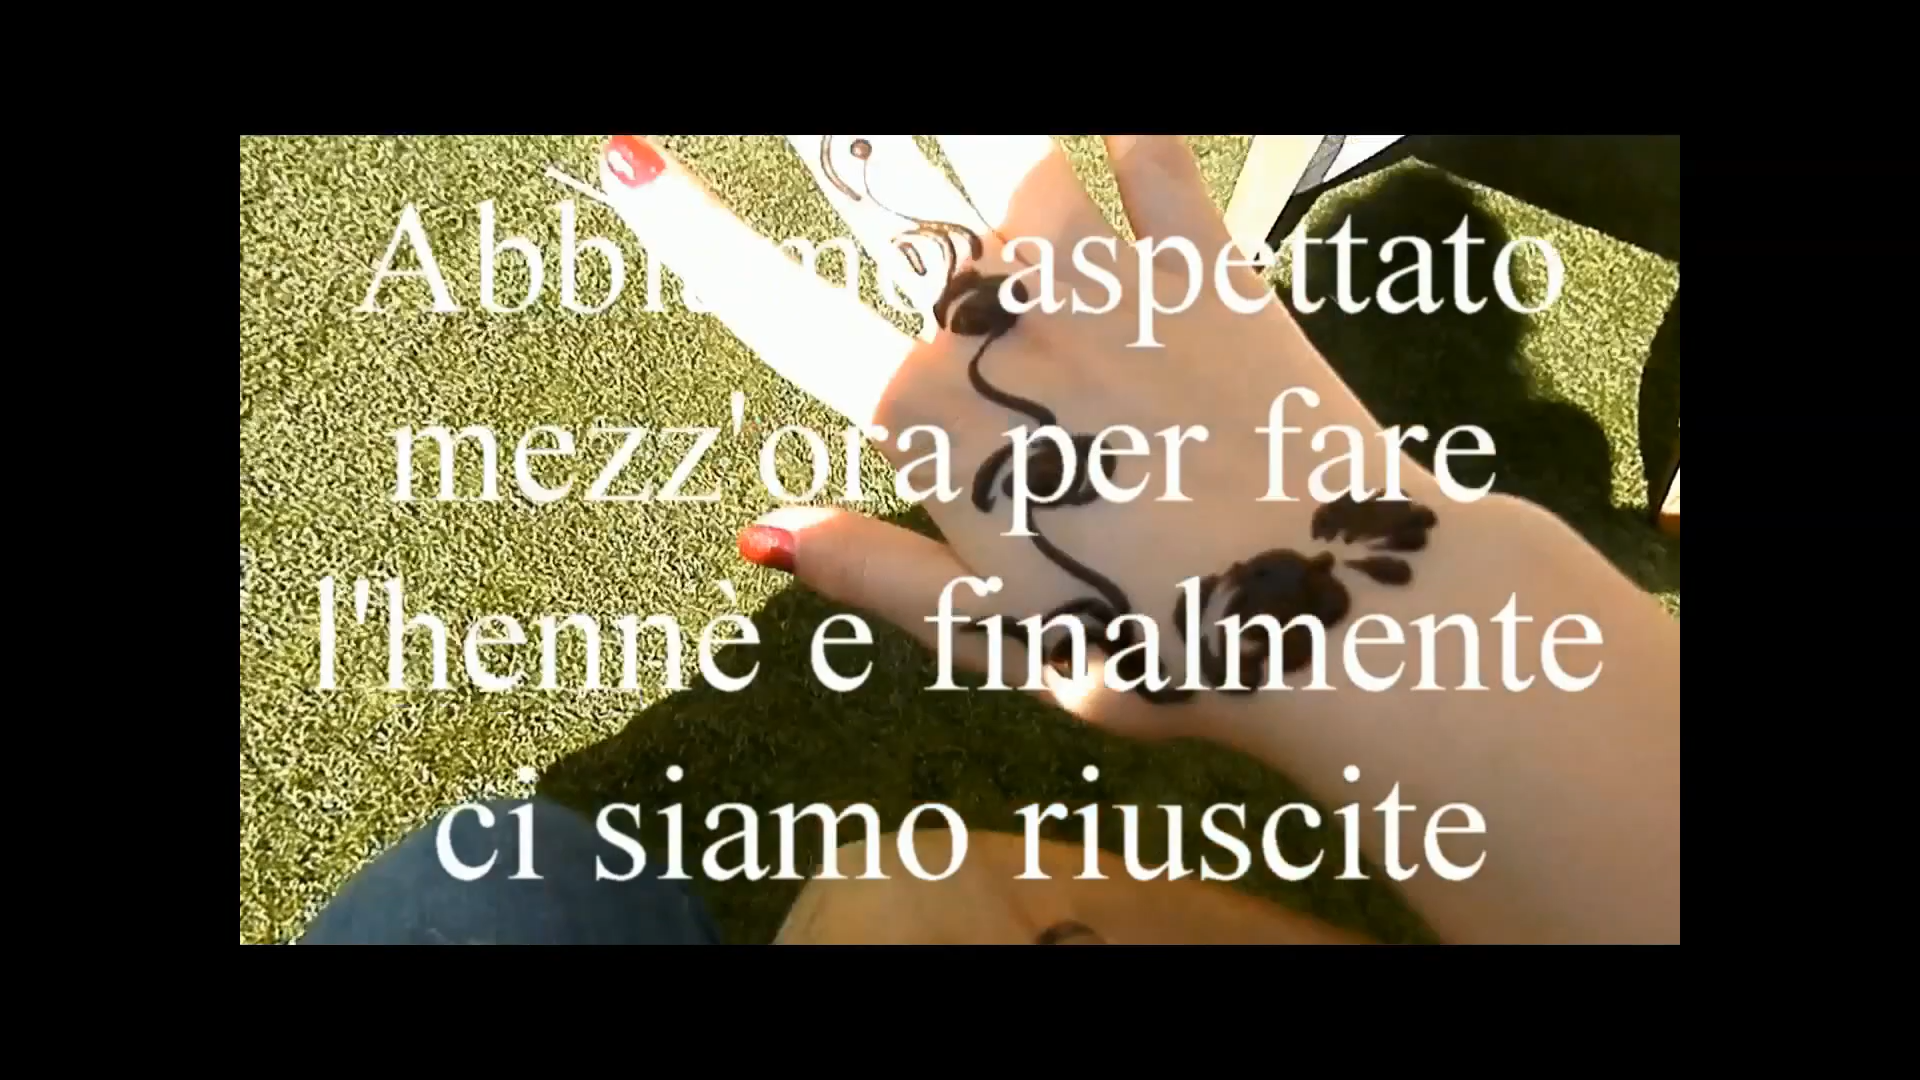 Abbiamo aspettato
mezz'ora per fare
l'hennè e finalmente
ci siamo riuscite